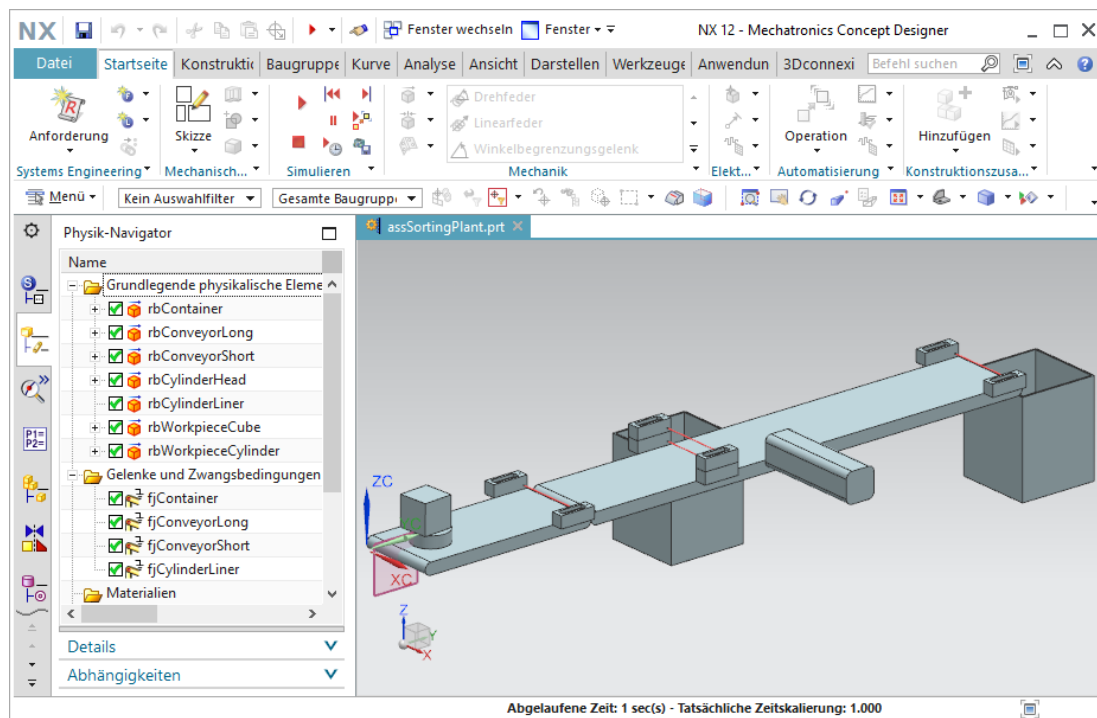 NX Fenster wechseln Fenster NX 12 - Mechatronics Concept Designer
Datei Startseite Konstruktic Baugruppe Kurve Analyse Ansicht Darstellen Werkzeuge Anwendun 3Dconnexi Befehl suchen
Drehfeder
Linearfeder
Anforderung Skizze Operation Hinzufügen
Winkelbegrenzungsgelenk
Systems Engineering Mechanisch... Simulieren Mechanik Elekt... Automatisierung Konstruktionszusa...
Menü Kein Auswahlfilter Gesamte Baugruppe
Physik-Navigator
assSortingPlant.prt
Name
Grundlegende physikalische Eleme
rbContainer
rbConveyorLong
rbConveyorShort
rbCylinderHead
rbCylinderLiner
rbWorkpieceCube
rbWorkpieceCylinder
Gelenke und Zwangsbedingungen
fjContainer
fjConveyorLong
fjConveyorShort
fjCylinderLiner
Materialien
P1=
P2=
ZC
XC
Z
Y
X
Details
Abhängigkeiten
Abgelaufene Zeit: 1 sec(s) - Tatsächliche Zeitskalierung: 1.000